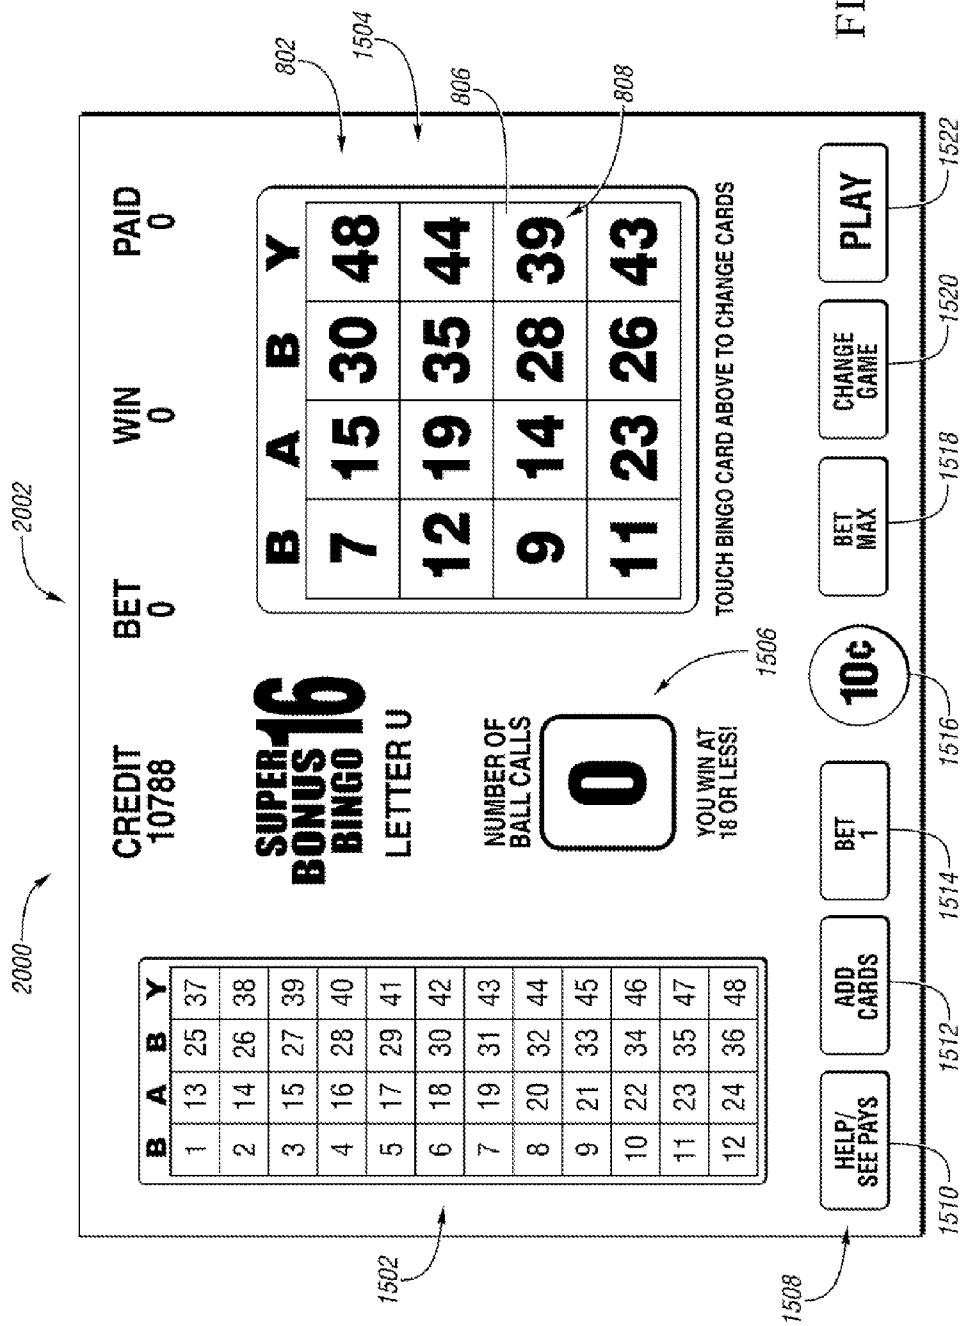 2000
2002
CREDIT
10788
BET
0
WIN
0
PAID
0
802
1504
806
808
B A B Y
1 13 25 37
2 14 26 38
3 15 27 39
4 16 28 40
5 17 29 41
6 18 30 42
7 19 31 43
8 20 32 44
9 21 33 45
10 22 34 46
11 23 35 47
12 24 36 48
1502
SUPER
BONUS
BINGO 16
LETTER U
NUMBER OF
BALL CALLS
0
YOU WIN AT
18 OR LESS!
1506
B A B Y
7 15 30 48
12 19 35 44
9 14 28 39
11 23 26 43
TOUCH BINGO CARD ABOVE TO CHANGE CARDS
1508
HELP/
SEE PAYS
ADD
CARDS
BET
1
10¢
BET
MAX
CHANGE
GAME
PLAY
1510
1512
1514
1516
1518
1520
1522